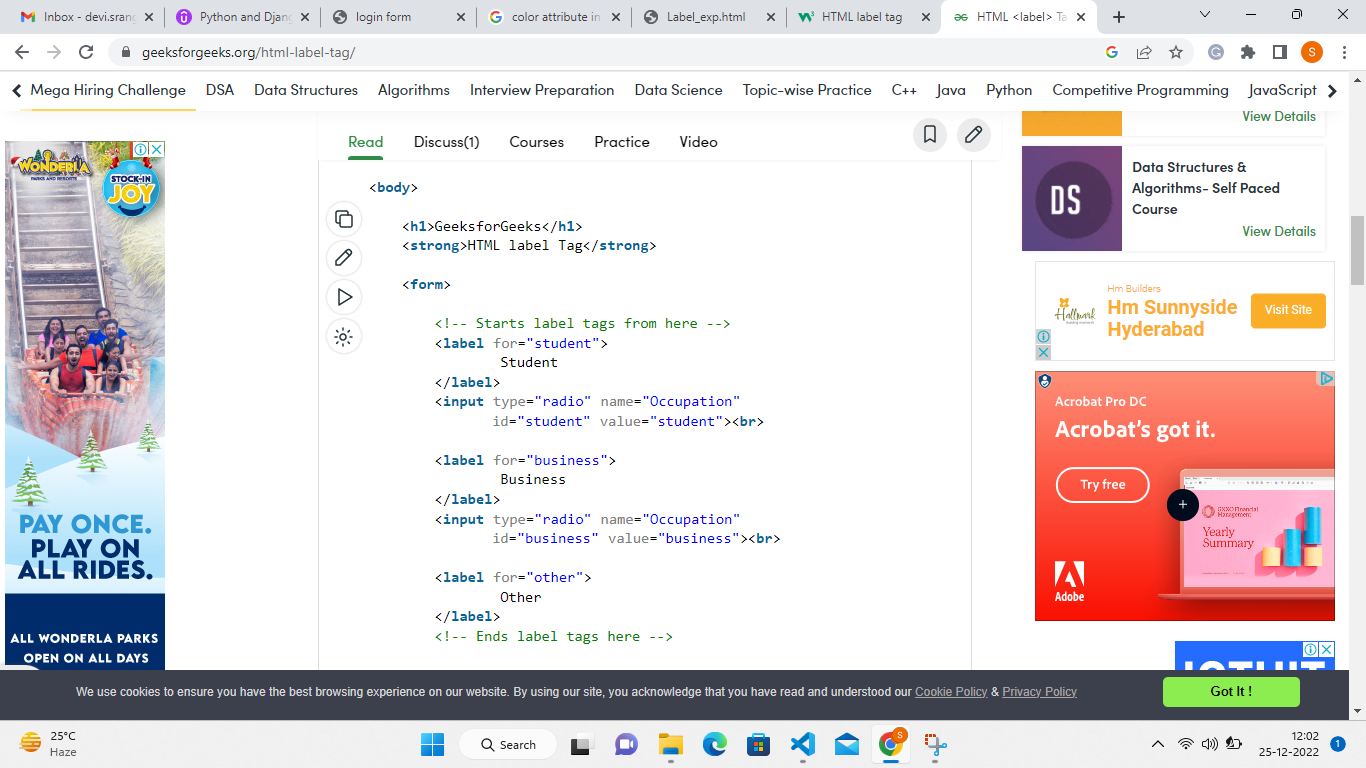 Inbox - devi.srang
Python and Djang
login form
color attribute in
Label_exp.html
HTML label tag
HTML <label> Ta
geeksforgeeks.org/html-label-tag/
S
Mega Hiring Challenge DSA Data Structures Algorithms Interview Preparation Data Science Topic-wise Practice C++ Java Python Competitive Programming JavaScript
Read Discuss(1) Courses Practice Video
<body>
<h1>GeeksforGeeks</h1>
<strong>HTML label Tag</strong>
<form>
<!-- Starts label tags from here -->
<label for="student">
Student
</label>
<input type="radio" name="Occupation"
id="student" value="student"><br>
<label for="business">
Business
</label>
<input type="radio" name="Occupation"
id="business" value="business"><br>
<label for="other">
Other
</label>
<!-- Ends label tags here -->
WONDERLA
PARKS AND RESORTS
STOCK-IN
JOY
PAY ONCE.
PLAY ON
ALL RIDES.
ALL WONDERLA PARKS
OPEN ON ALL DAYS
View Details
DS
Data Structures &
Algorithms- Self Paced
Course
View Details
Hallmark
Hm Builders
Hm Sunnyside
Hyderabad
Visit Site
Acrobat Pro DC
Acrobat's got it.
Try free
Yearly
Summary
Adobe
We use cookies to ensure you have the best browsing experience on our website. By using our site, you acknowledge that you have read and understood our Cookie Policy & Privacy Policy
Got It !
25°C
Haze
Search
S
12:02
25-12-2022
1